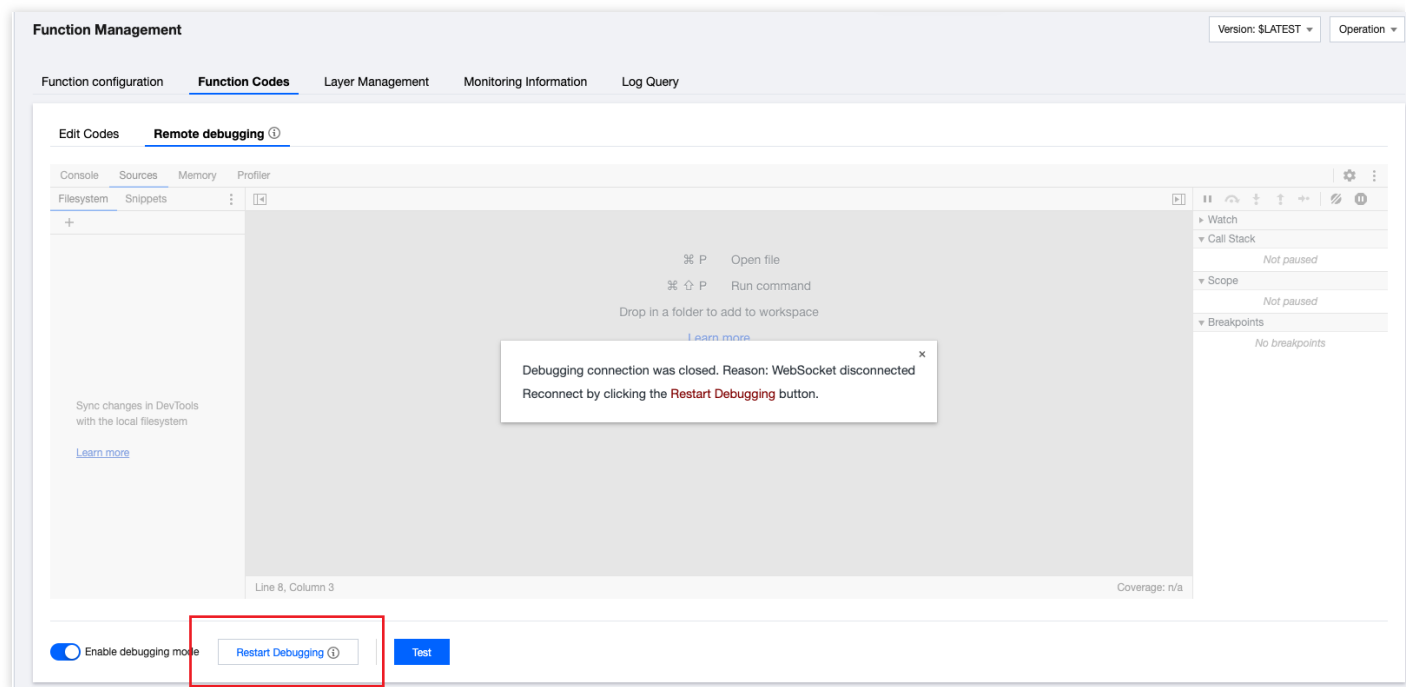 Function Management
Version: $LATEST
Operation
Function configuration
Function Codes
Layer Management
Monitoring Information
Log Query
Edit Codes
Remote debugging
Console
Sources
Memory
Profiler
Filesystem
Snippets
+
Watch
Call Stack
Not paused
Scope
Not paused
Breakpoints
No breakpoints
⌘ P Open file
⌘ ⇧ P Run command
Drop in a folder to add to workspace
Learn more
Debugging connection was closed. Reason: WebSocket disconnected
Reconnect by clicking the Restart Debugging button.
Sync changes in DevTools
with the local filesystem
Learn more
Line 8, Column 3
Coverage: n/a
Enable debugging mode
Restart Debugging
Test